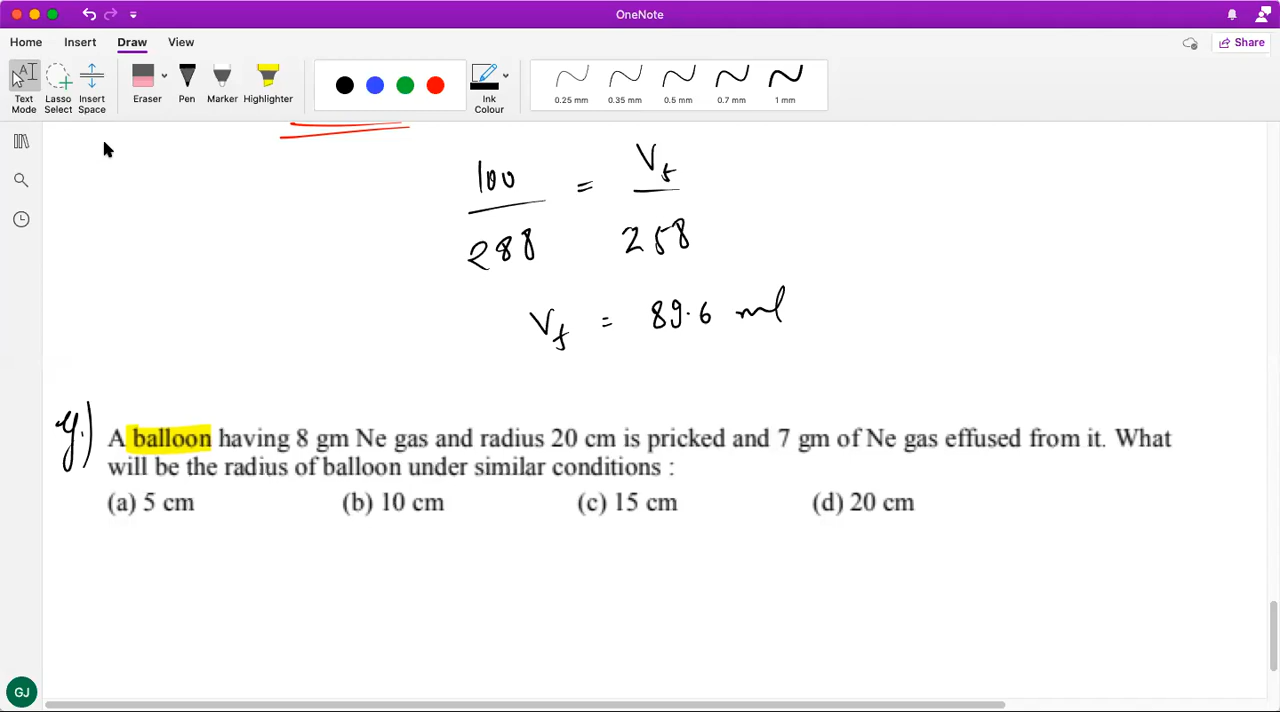 OneNote
Home Insert Draw View
Share
Text Mode
Lasso Select
Insert Space
Eraser
Pen
Marker
Highlighter
Ink Colour
0.25 mm 0.35 mm 0.5 mm 0.7 mm 1 mm
100 / 288 = Vf / 258
Vf = 89.6 ml
A balloon having 8 gm Ne gas and radius 20 cm is pricked and 7 gm of Ne gas effused from it. What
will be the radius of balloon under similar conditions :
(a) 5 cm (b) 10 cm (c) 15 cm (d) 20 cm
GJ